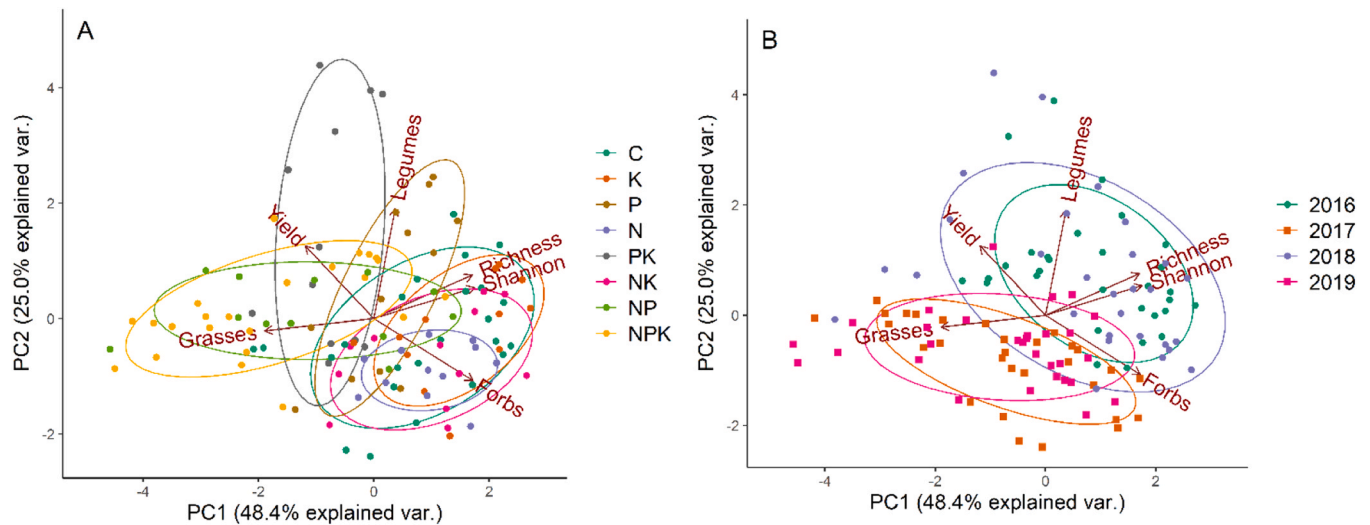 A
PC2 (25.0% explained var.)
4
2
0
-2
-4
-2
0
2
PC1 (48.4% explained var.)
Legumes
Yield
Richness
Shannon
Grasses
Forbs
C
K
P
N
PK
NK
NP
NPK
B
PC2 (25.0% explained var.)
4
2
0
-2
-4
-2
0
2
PC1 (48.4% explained var.)
Legumes
Yield
Richness
Shannon
Grasses
Forbs
2016
2017
2018
2019